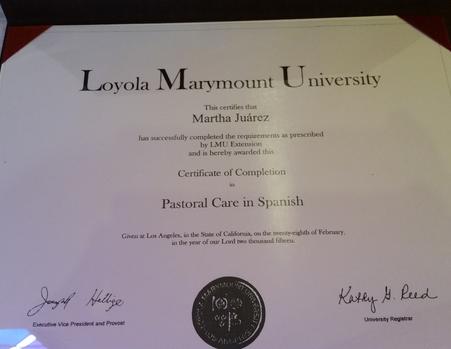 Loyola Marymount University
This certifies that
Martha Juárez
has successfully completed the requirements as prescribed
by LMU Extension
and is hereby awarded this
Certificate of Completion
in
Pastoral Care in Spanish
Given at Los Angeles, in the State of California, on the twenty-eighth of February,
in the year of our Lord two thousand fifteen.
Joseph Hellige
Executive Vice President and Provost
Kathy G. Reed
University Registrar